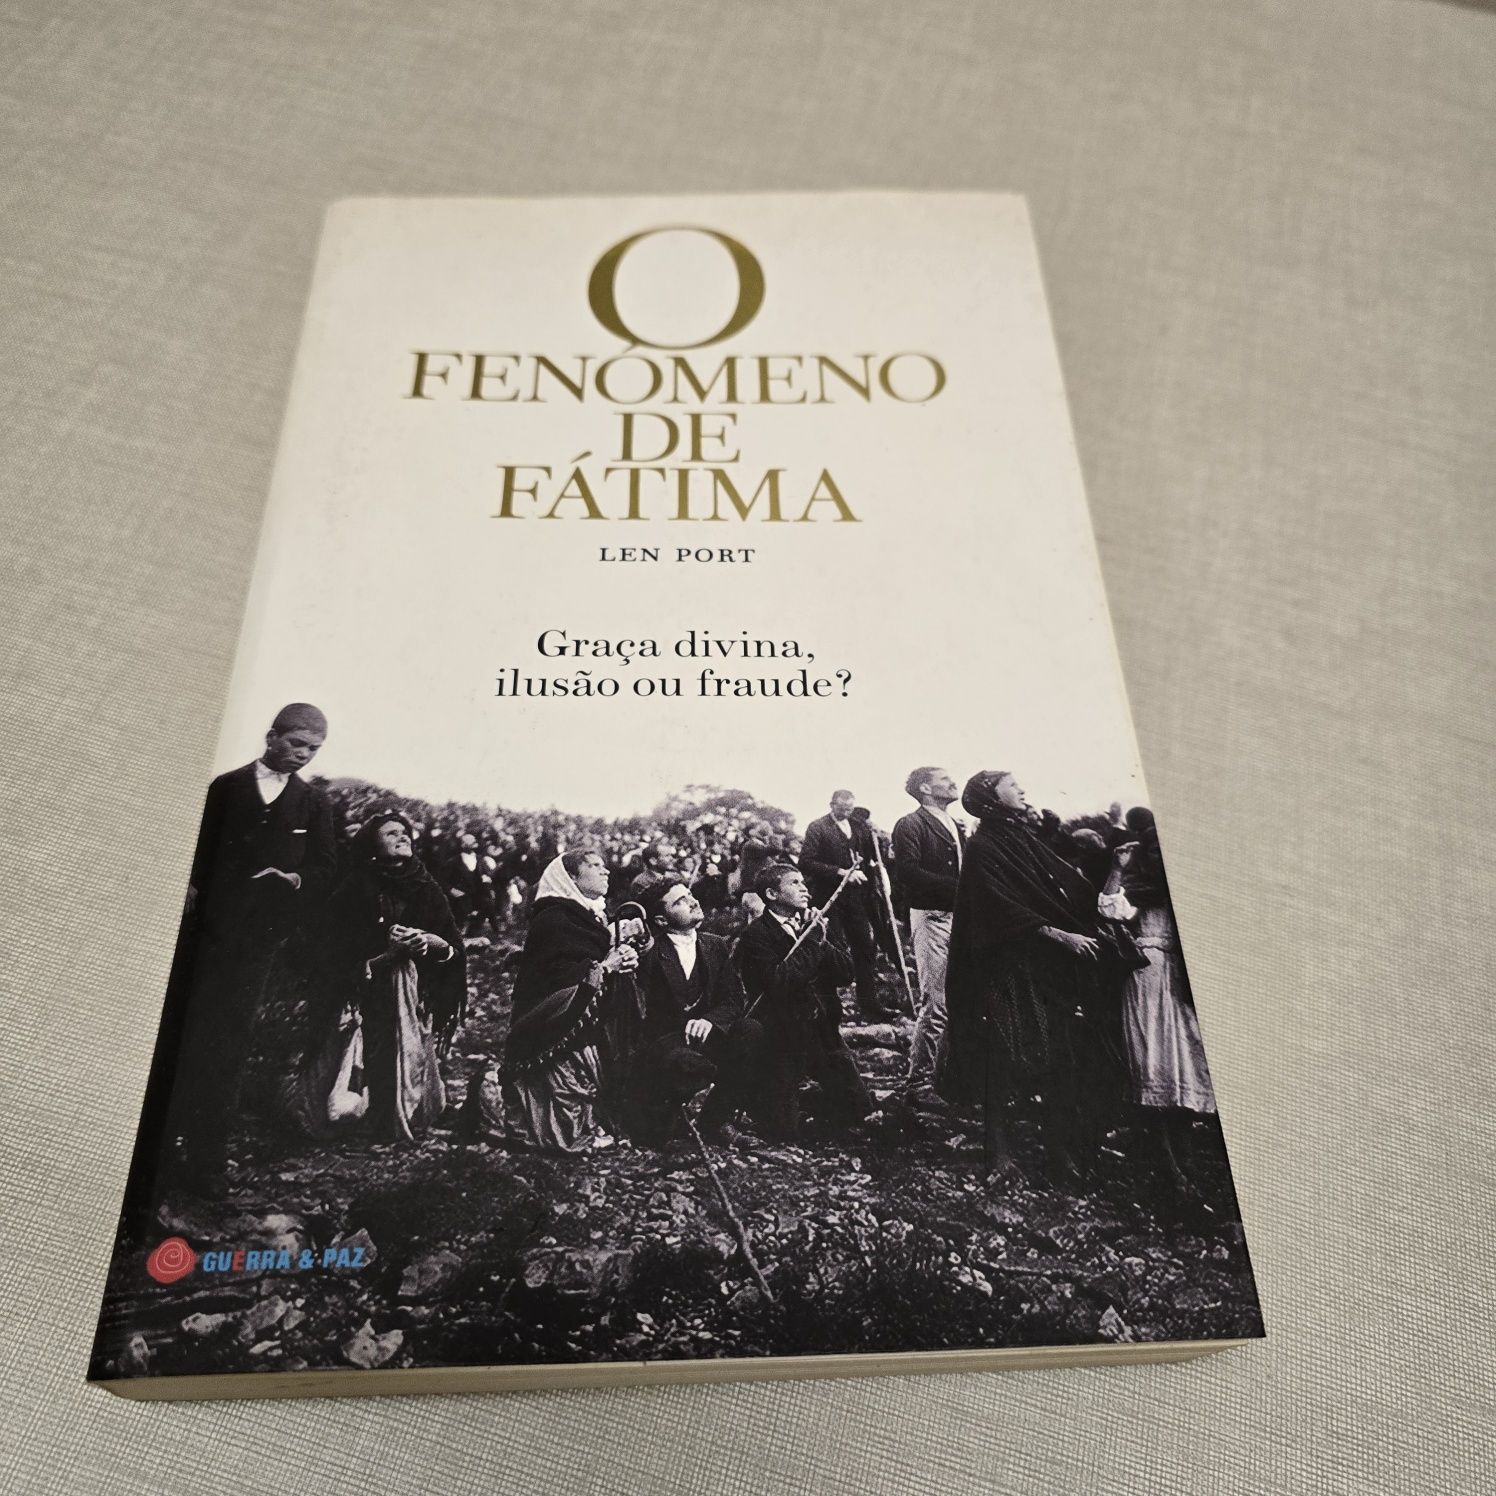 O
FENÓMENO
DE
FÁTIMA
LEN PORT
Graça divina,
ilusão ou fraude?
GUERRA & PAZ